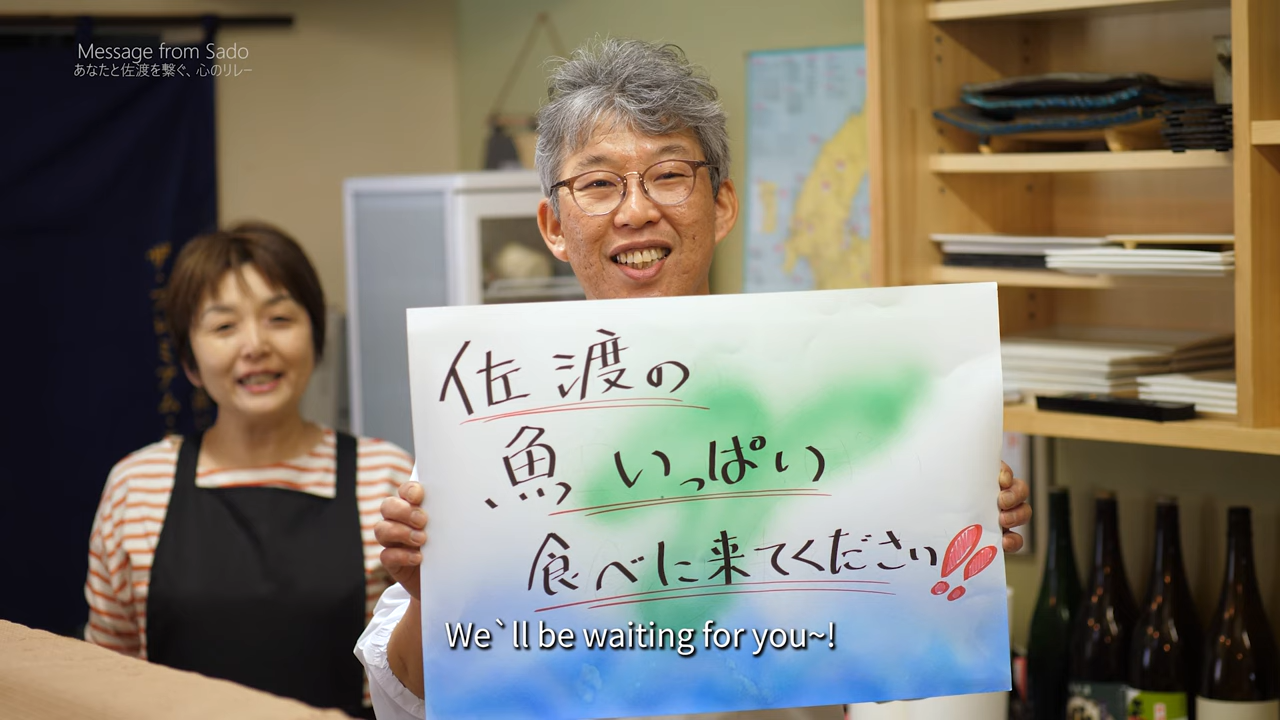 Message from Sado
あなたと佐渡を繋ぐ、心のリレー
佐渡の
魚いっぱい
食べに来てください!!
We`ll be waiting for you~!